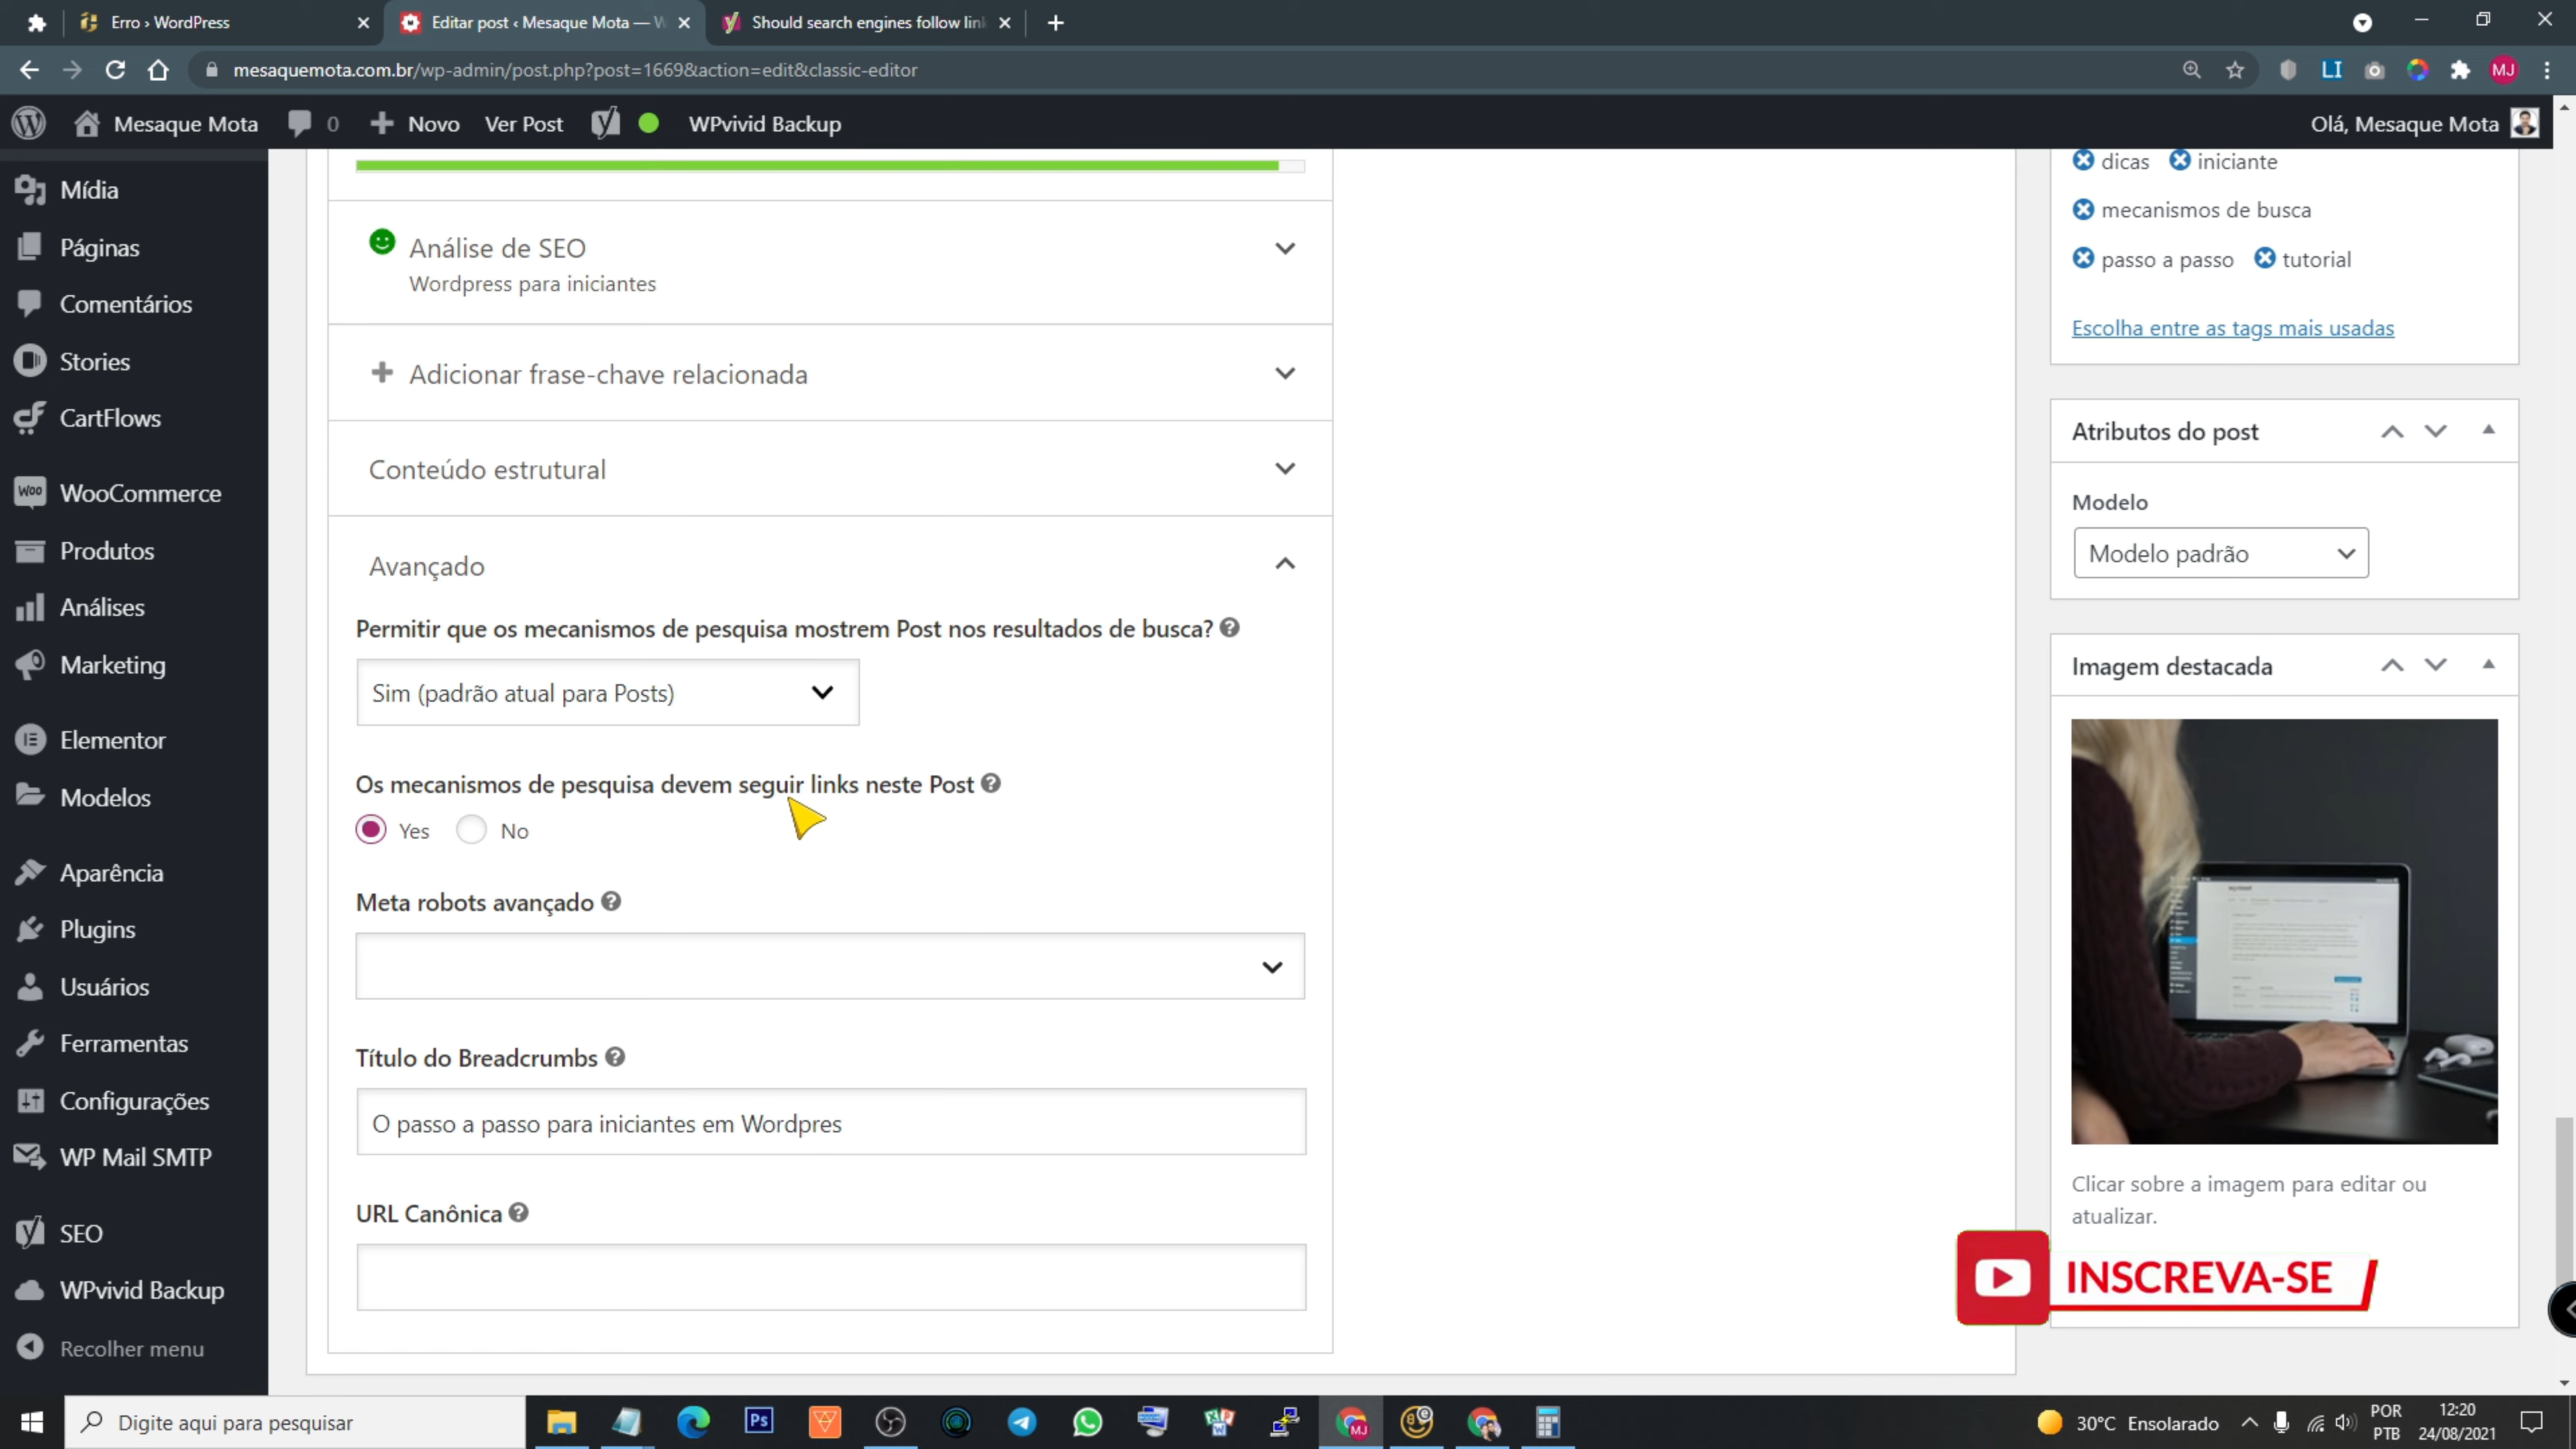 Erro › WordPress
Editar post ‹ Mesaque Mota — W
Should search engines follow lin
mesaquemota.com.br/wp-admin/post.php?post=1669&action=edit&classic-editor
LI
MJ
Mesaque Mota
0
Novo
Ver Post
WPvivid Backup
Olá, Mesaque Mota
Mídia
Páginas
Comentários
Stories
CartFlows
Woo
WooCommerce
Produtos
Análises
Marketing
Elementor
Modelos
Aparência
Plugins
Usuários
Ferramentas
Configurações
WP Mail SMTP
SEO
WPvivid Backup
Recolher menu
Análise de SEO
Wordpress para iniciantes
Adicionar frase-chave relacionada
Conteúdo estrutural
Avançado
Permitir que os mecanismos de pesquisa mostrem Post nos resultados de busca?
Sim (padrão atual para Posts)
Os mecanismos de pesquisa devem seguir links neste Post
Yes No
Meta robots avançado
Título do Breadcrumbs
O passo a passo para iniciantes em Wordpres
URL Canônica
dicas iniciante
mecanismos de busca
passo a passo tutorial
Escolha entre as tags mais usadas
Atributos do post
Modelo
Modelo padrão
Imagem destacada
Clicar sobre a imagem para editar ou
atualizar.
INSCREVA-SE
Digite aqui para pesquisar
Ps
MJ
30°C Ensolarado
POR
PTB
12:20
24/08/2021